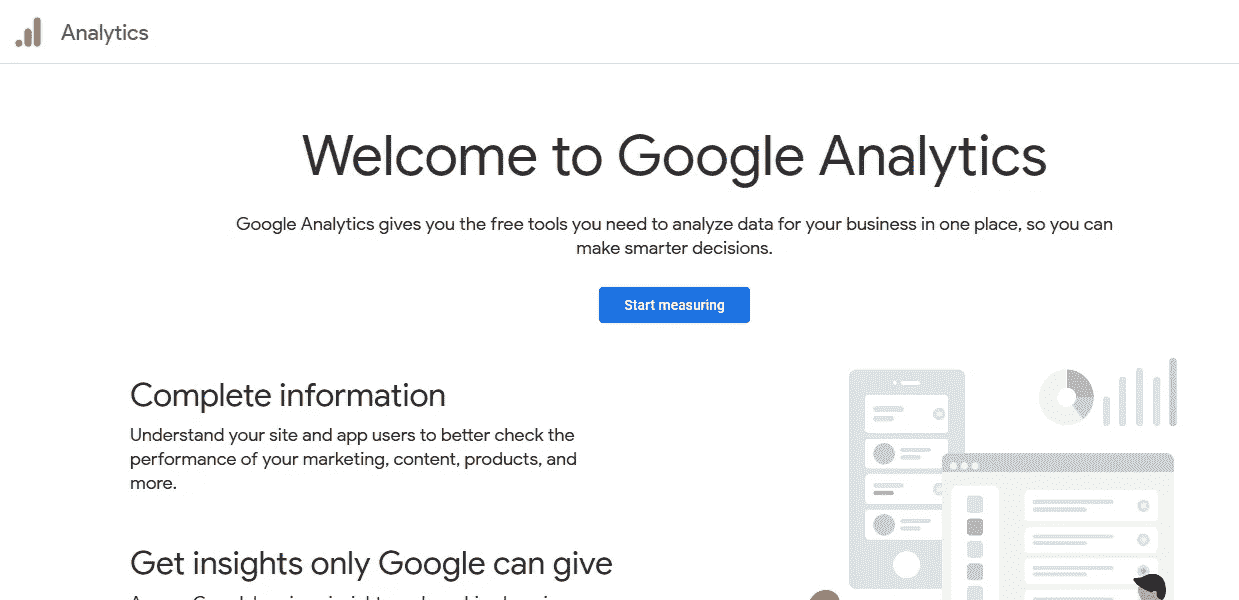 Analytics
Welcome to Google Analytics
Google Analytics gives you the free tools you need to analyze data for your business in one place, so you can
make smarter decisions.
Start measuring
Complete information
Understand your site and app users to better check the
performance of your marketing, content, products, and
more.
Get insights only Google can give